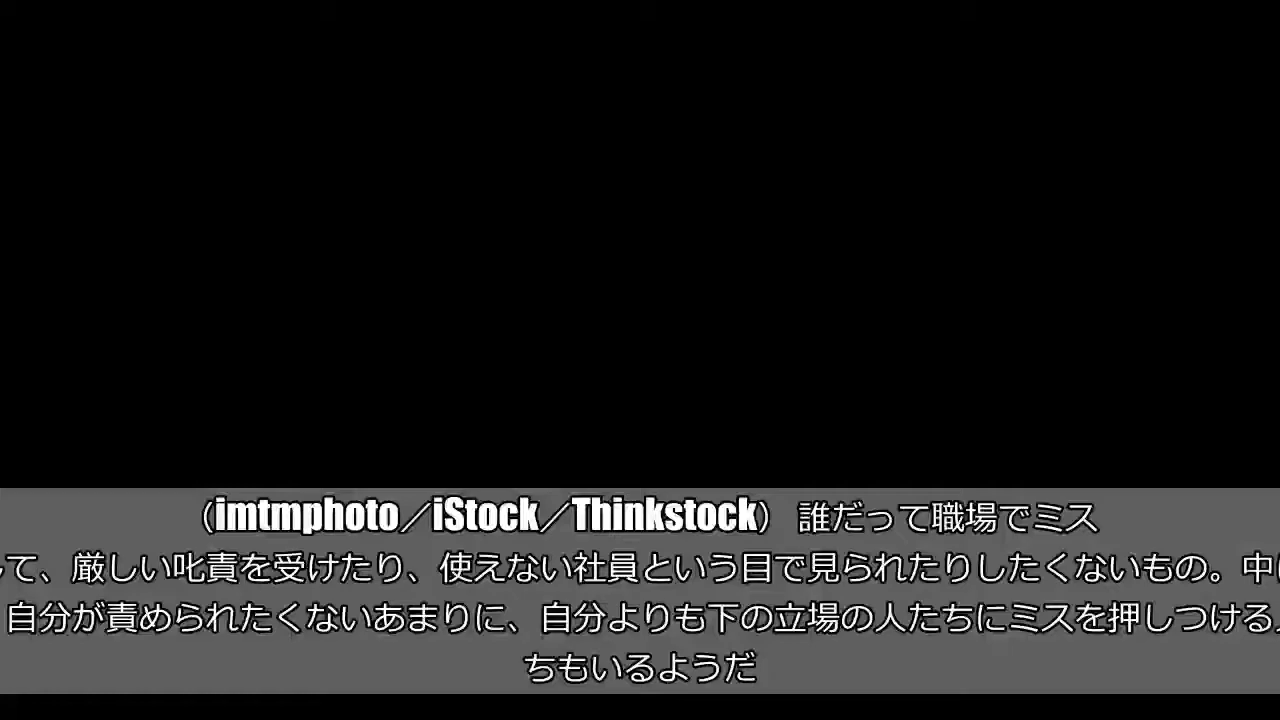 （imtmphoto／iStock／Thinkstock） 誰だって職場でミス
て、厳しい叱責を受けたり、使えない社員という目で見られたりしたくないもの。中
自分が責められたくないあまりに、自分よりも下の立場の人たちにミスを押しつける
ちもいるようだ